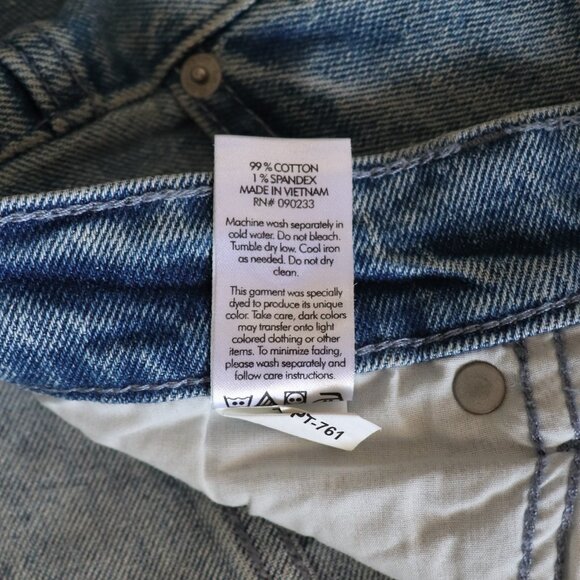 99% COTTON
1% SPANDEX
MADE IN VIETNAM
RN# 090233
Machine wash separately in
cold water. Do not bleach.
Tumble dry low. Cool iron
as needed. Do not dry
clean.
This garment was specially
dyed to produce its unique
color. Take care, dark colors
may transfer onto light
colored clothing or other
items. To minimize fading,
please wash separately and
follow care instructions.
PT-761